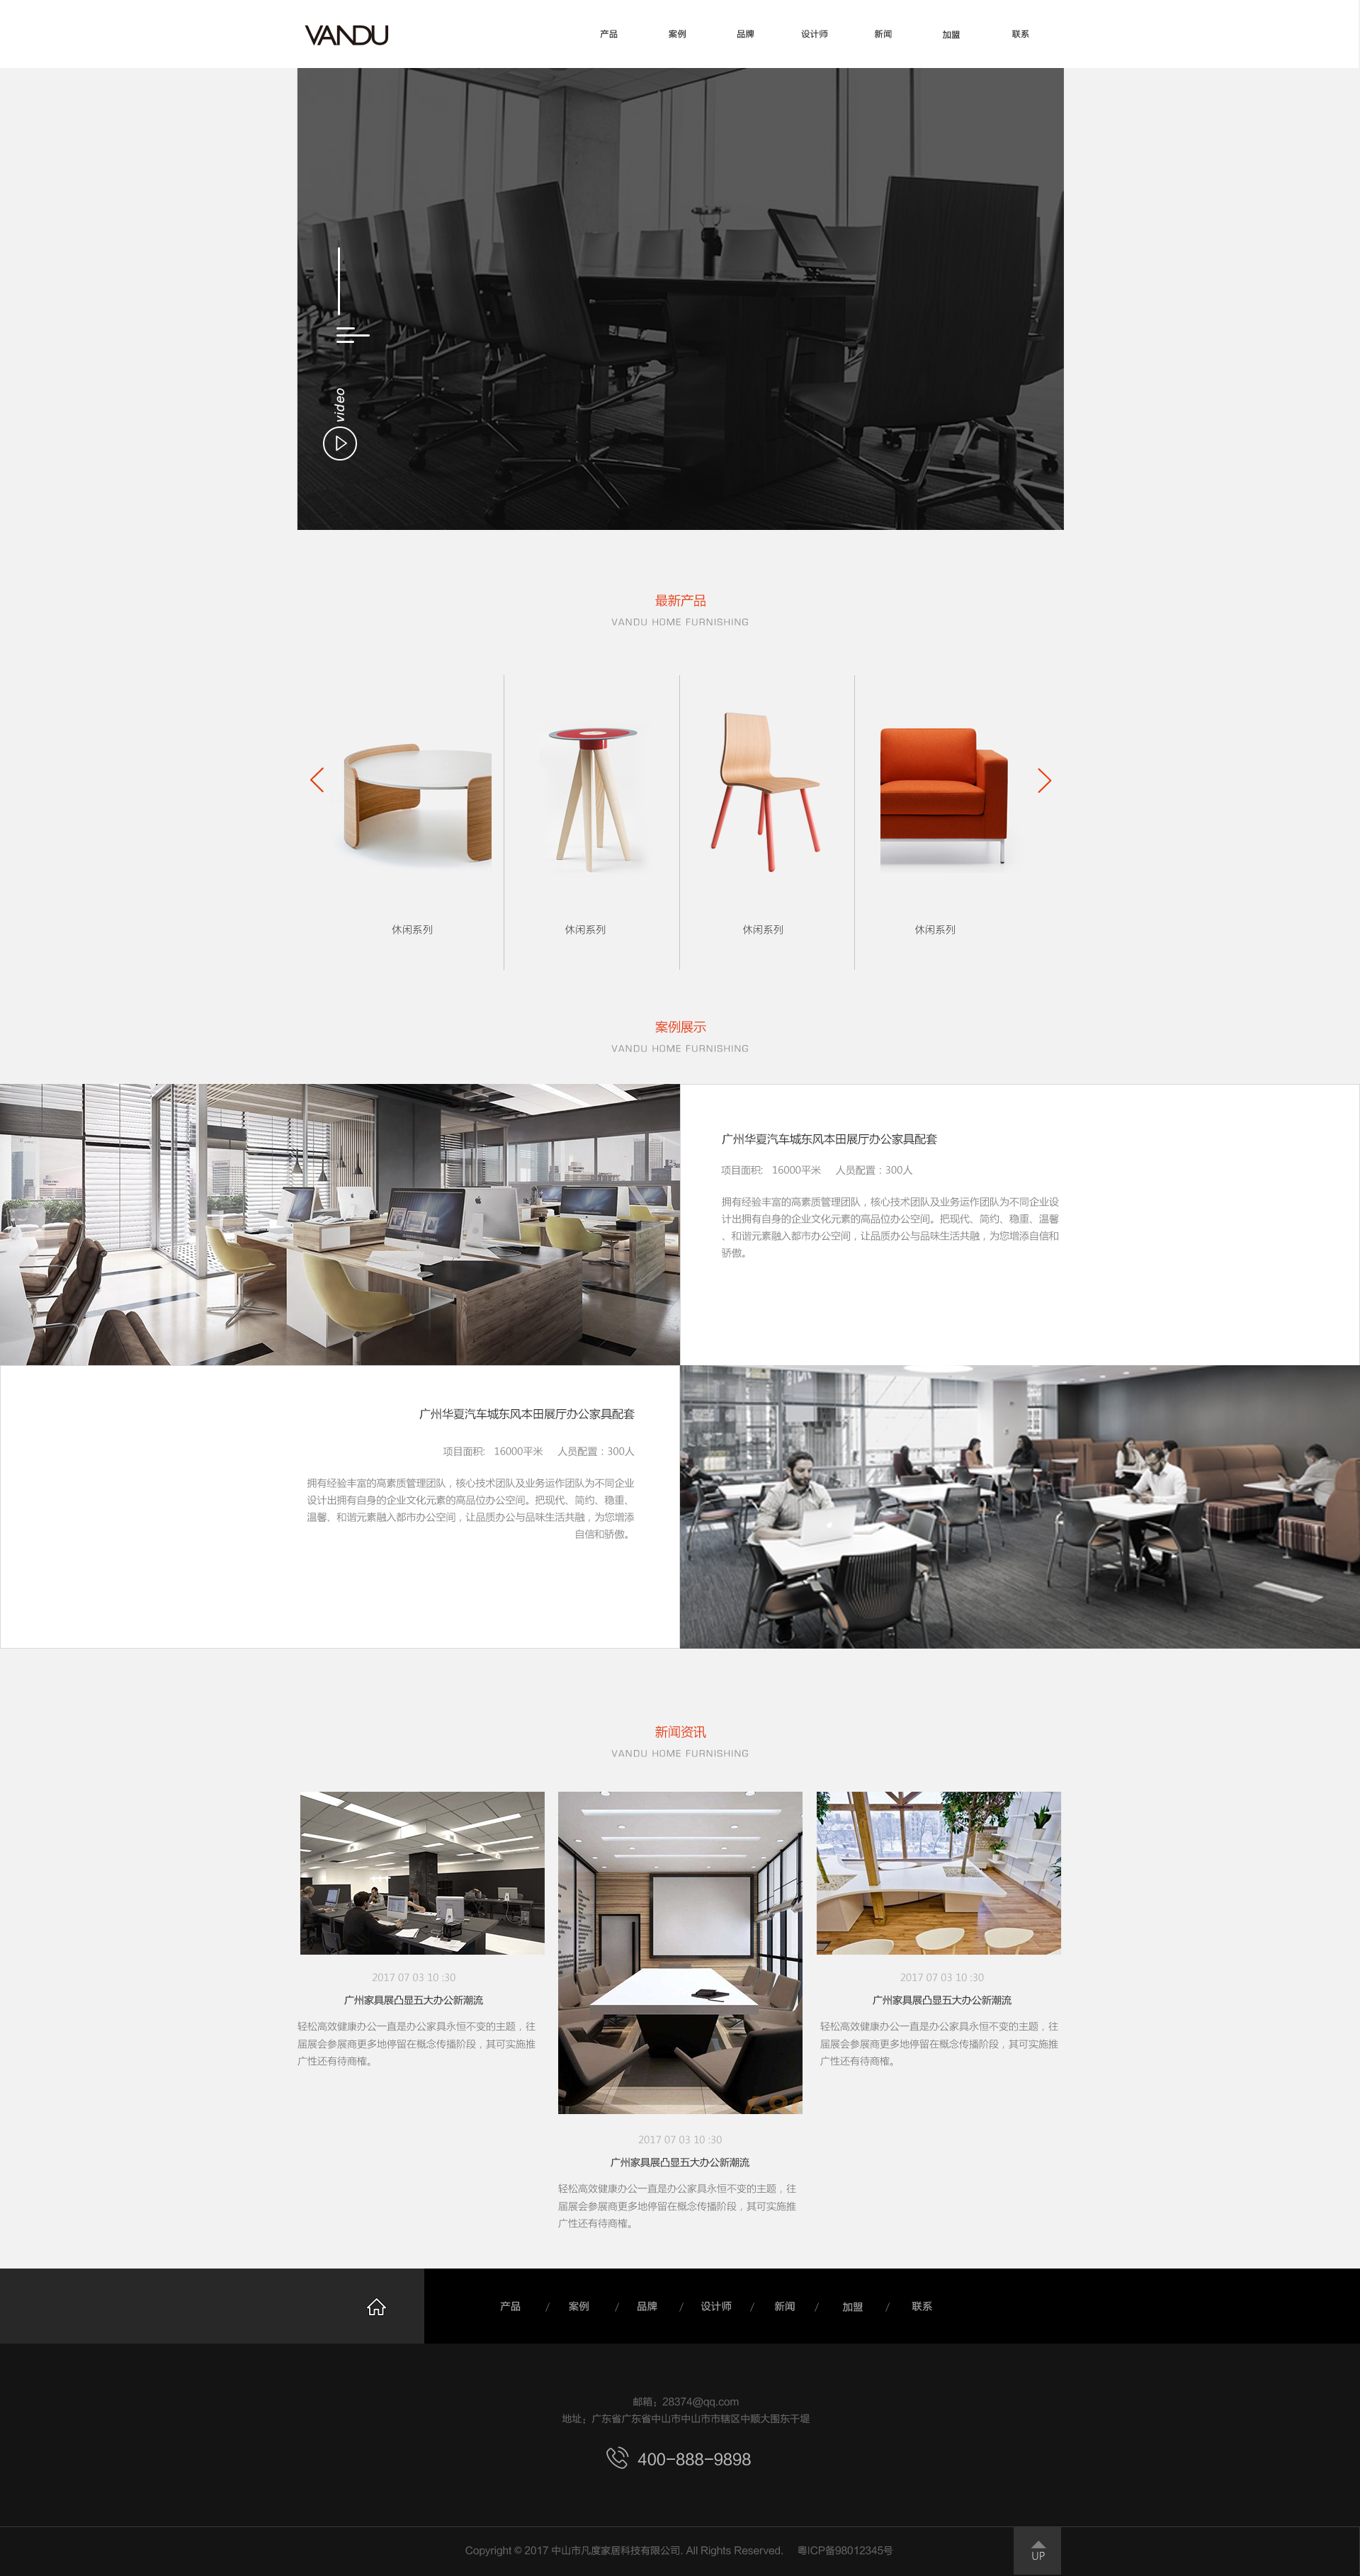 VANDU
产品 案例 品牌 设计师 新闻 加盟 联系
video
最新产品
VANDU HOME FURNISHING
休闲系列 休闲系列 休闲系列 休闲系列
案例展示
VANDU HOME FURNISHING
广州华夏汽车城东风本田展厅办公家具配套
项目面积: 16000平米 人员配置：300人
拥有经验丰富的高素质管理团队，核心技术团队及业务运作团队为不同企业设
计出拥有自身的企业文化元素的高品位办公空间。把现代、简约、稳重、温馨
、和谐元素融入都市办公空间，让品质办公与品味生活共融，为您增添自信和
骄傲。
广州华夏汽车城东风本田展厅办公家具配套
项目面积: 16000平米 人员配置：300人
拥有经验丰富的高素质管理团队，核心技术团队及业务运作团队为不同企业
设计出拥有自身的企业文化元素的高品位办公空间。把现代、简约、稳重、
温馨、和谐元素融入都市办公空间，让品质办公与品味生活共融，为您增添
自信和骄傲。
新闻资讯
VANDU HOME FURNISHING
2017 07 03 10 :30
广州家具展凸显五大办公新潮流
轻松高效健康办公一直是办公家具永恒不变的主题，往
届展会参展商更多地停留在概念传播阶段，其可实施推
广性还有待商榷。
2017 07 03 10 :30
广州家具展凸显五大办公新潮流
轻松高效健康办公一直是办公家具永恒不变的主题，往
届展会参展商更多地停留在概念传播阶段，其可实施推
广性还有待商榷。
2017 07 03 10 :30
广州家具展凸显五大办公新潮流
轻松高效健康办公一直是办公家具永恒不变的主题，往
届展会参展商更多地停留在概念传播阶段，其可实施推
广性还有待商榷。
产品 / 案例 / 品牌 / 设计师 / 新闻 / 加盟 / 联系
邮箱：28374@qq.com
地址：广东省广东省中山市中山市市辖区中顺大围东干堤
400-888-9898
Copyright © 2017 中山市凡度家居科技有限公司. All Rights Reserved. 粤ICP备98012345号
UP